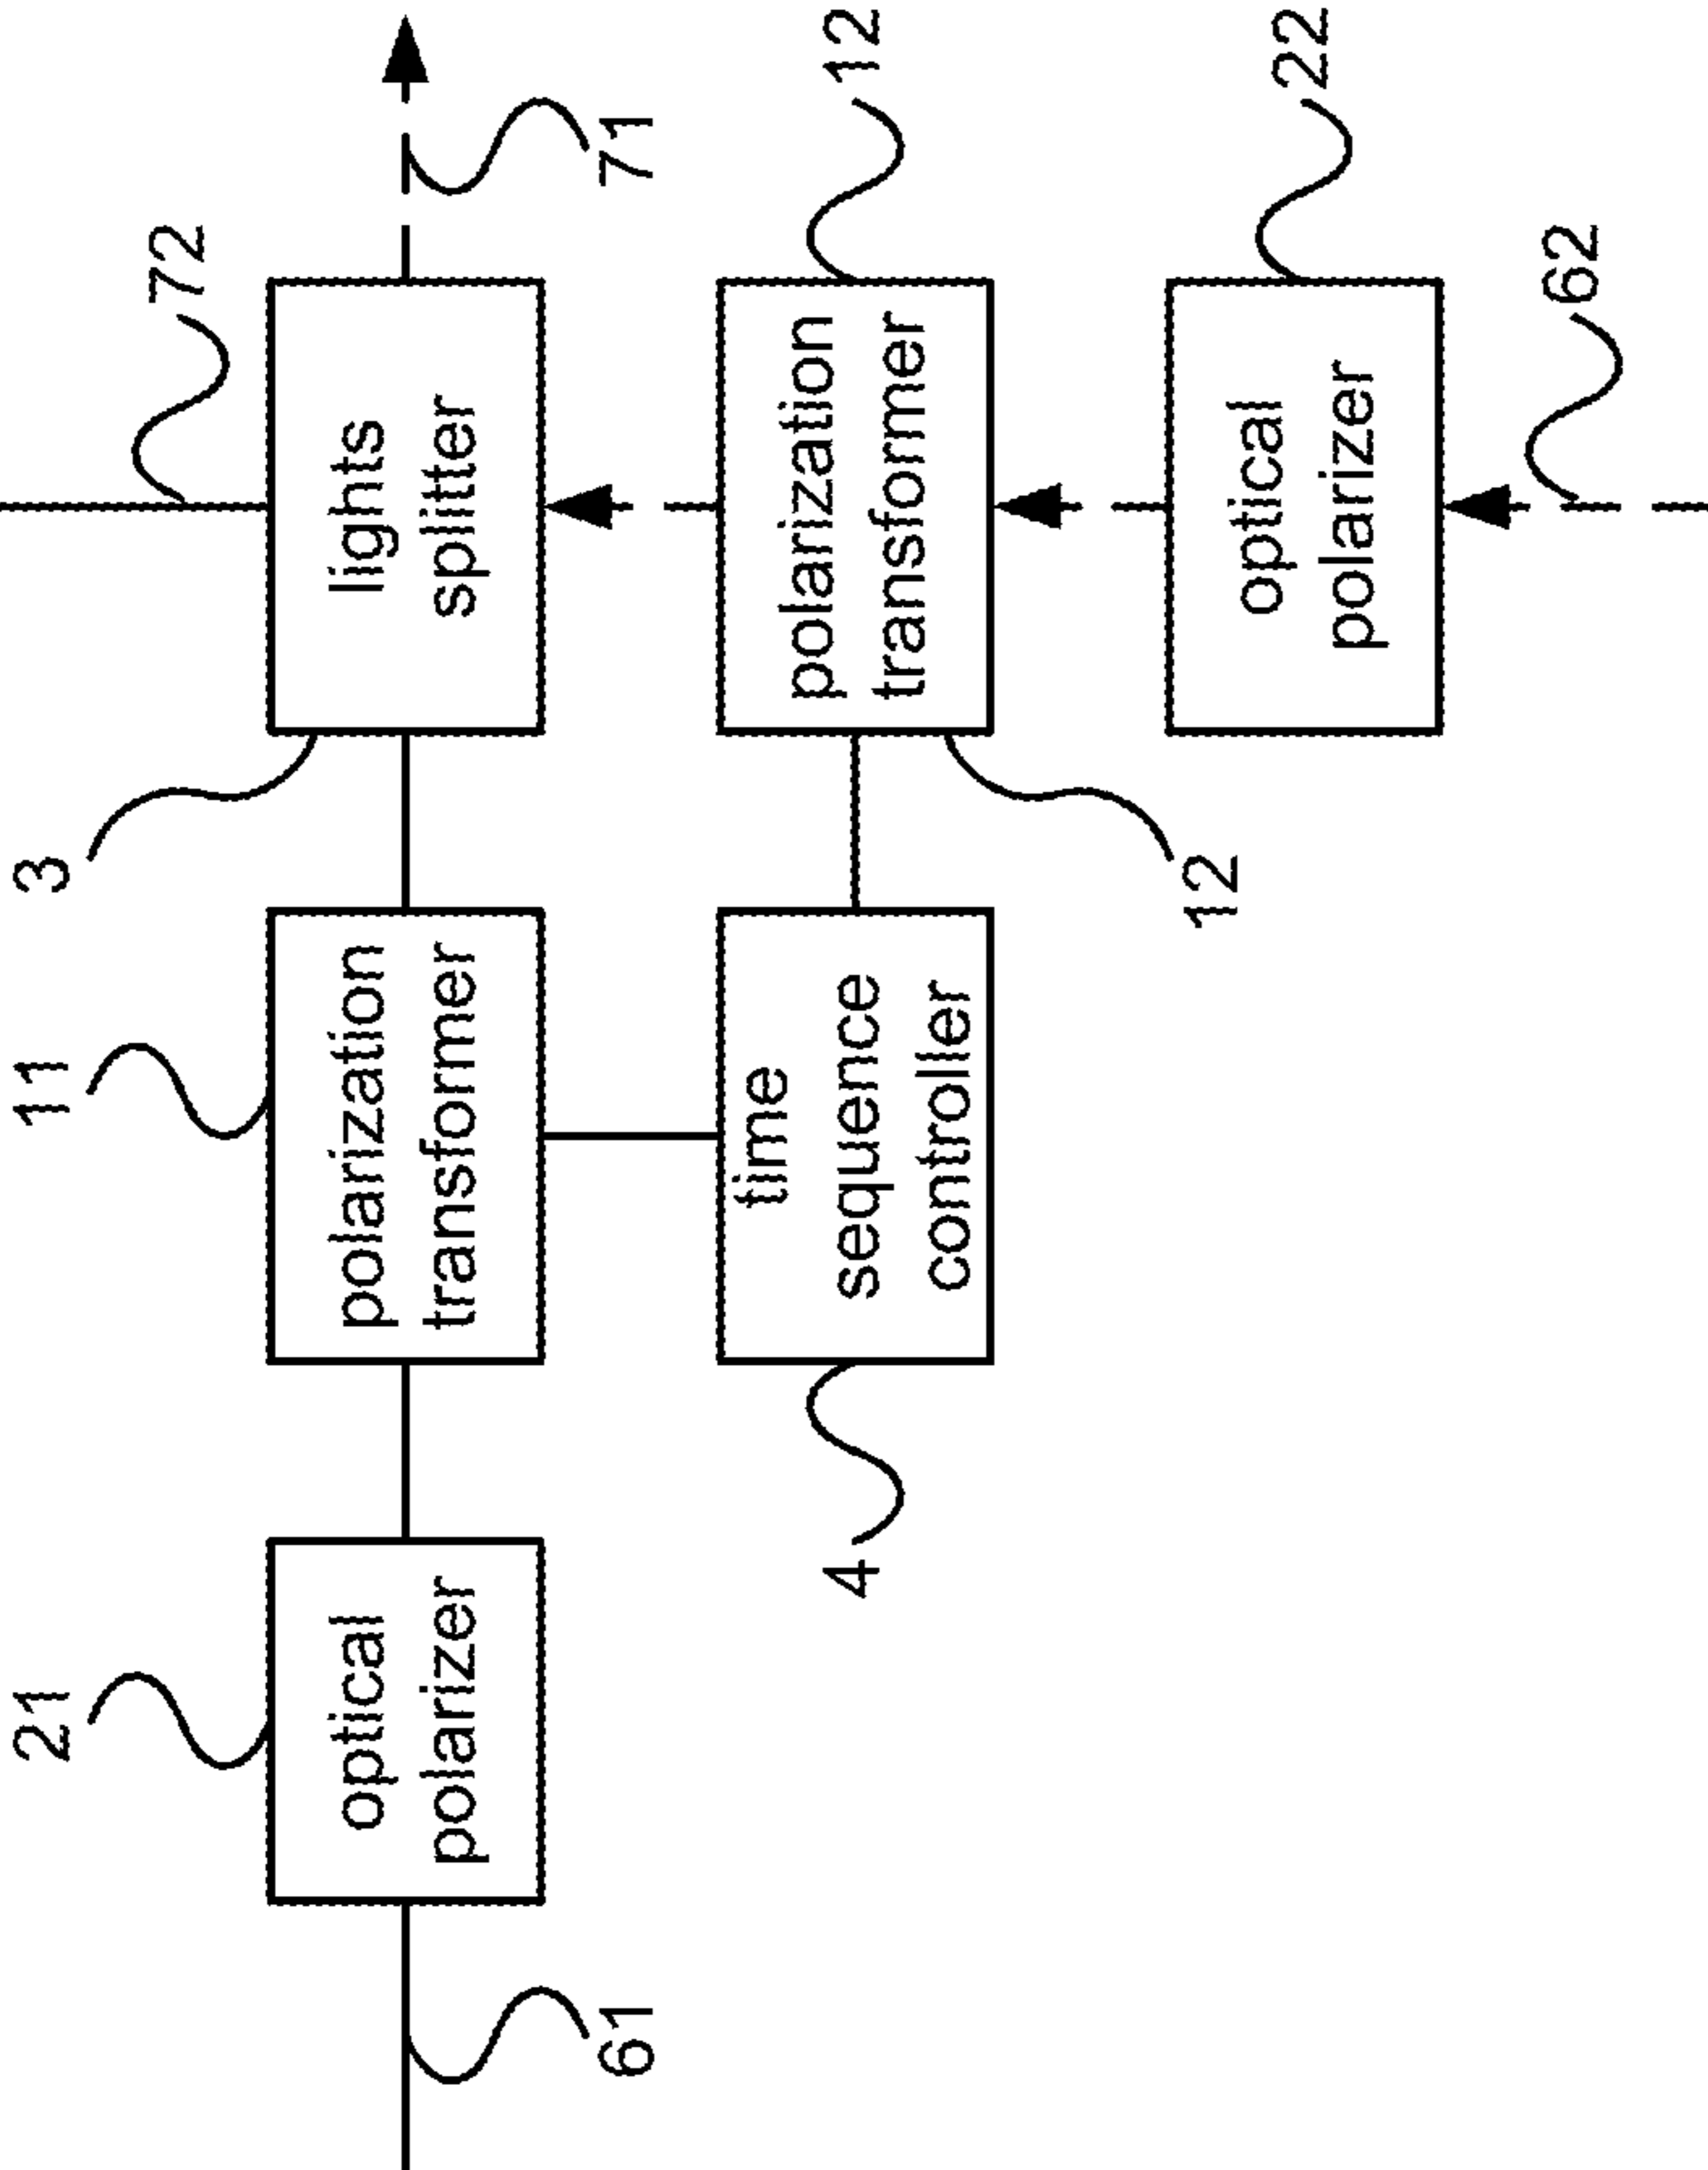 21
11
3
72
optical
polarizer
polarization
transformer
lights
splitter
61
71
4
time
sequence
controller
polarization
transformer
12
12
optical
polarizer
22
62